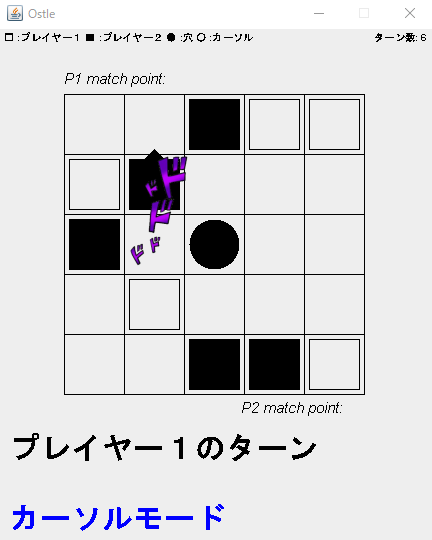 Ostle
□ :プレイヤー1 ■ :プレイヤー2 ● :穴 ○ :カーソル
ターン数: 6
P1 match point:
ド
ド
ド
ド
ド
P2 match point:
プレイヤー1のターン
カーソルモード